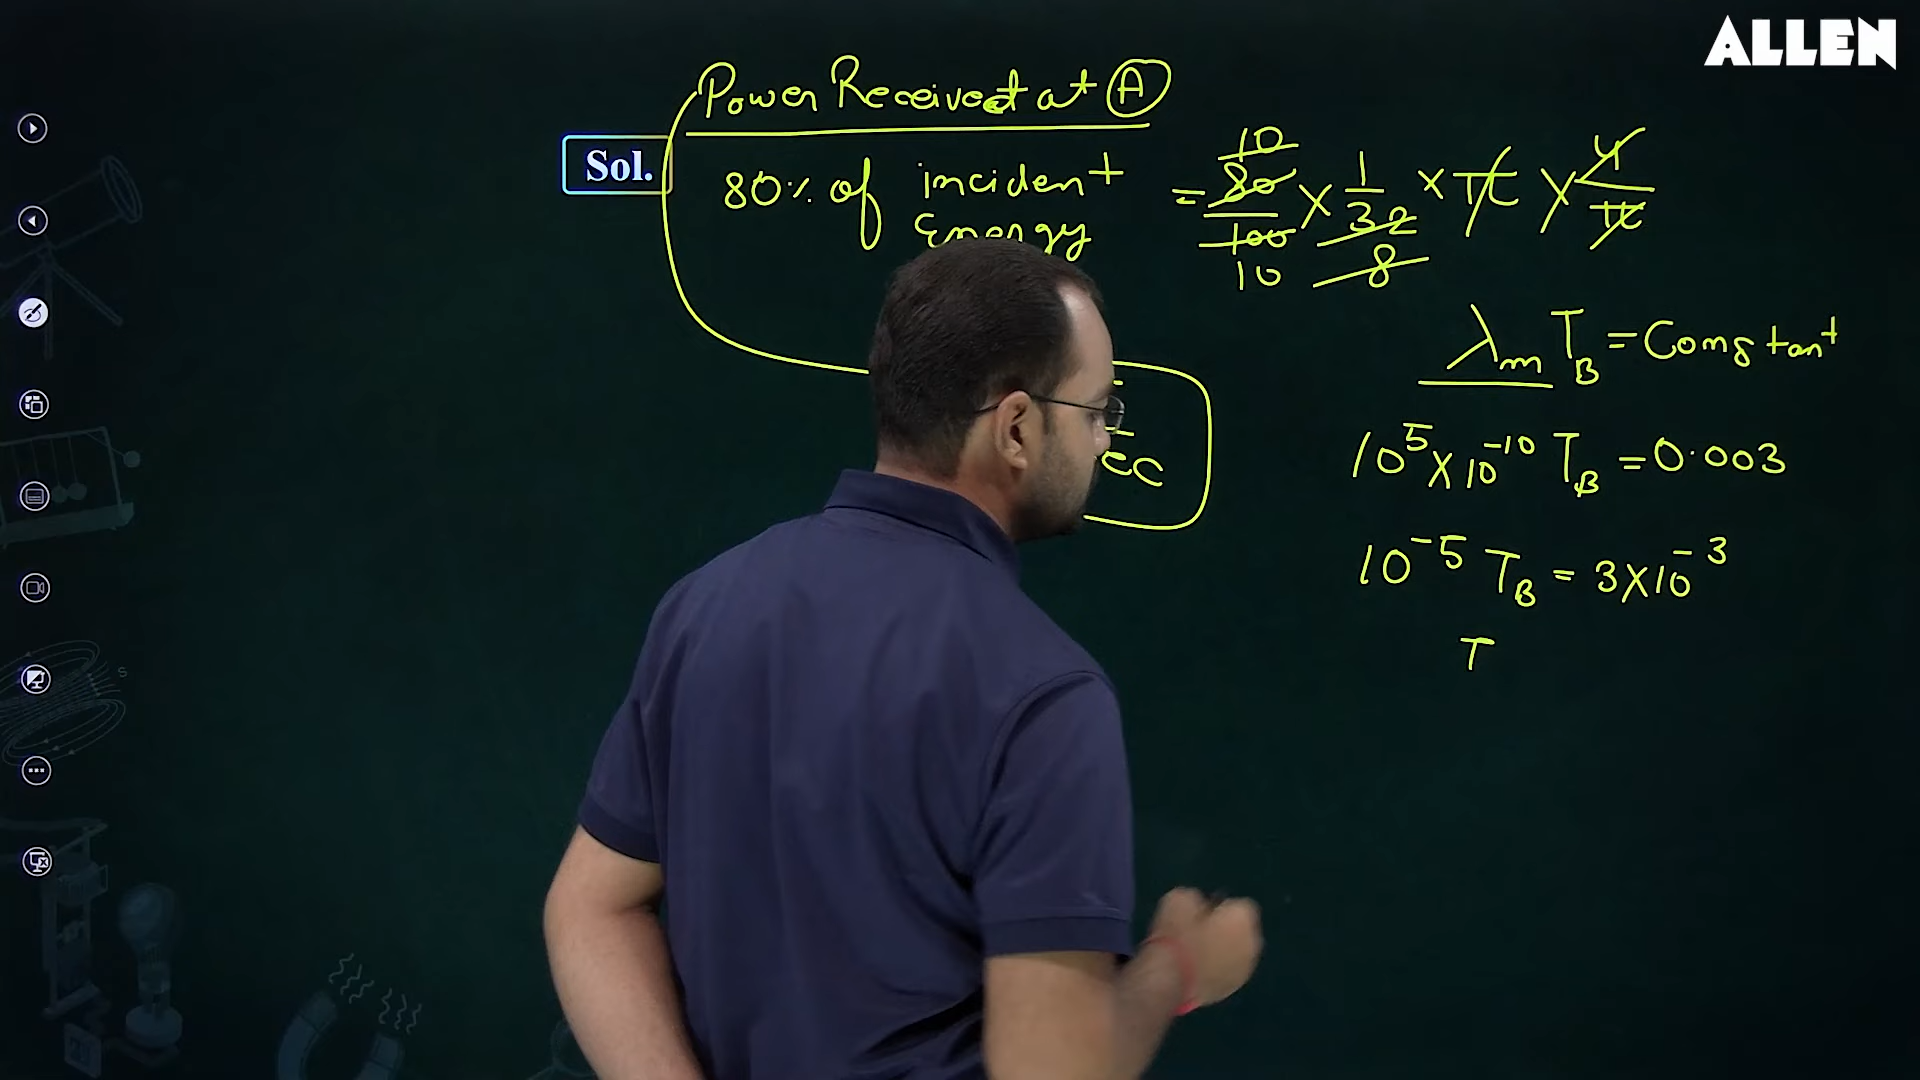 ALLEN
Power Received at A
Sol.
80% of incident
Energy
= 80/100 × 1/32 × π × 4/π
10
10
8
λm TB = Constant
10^5 × 10^-10 TB = 0.003
10^-5 TB = 3×10^-3
T